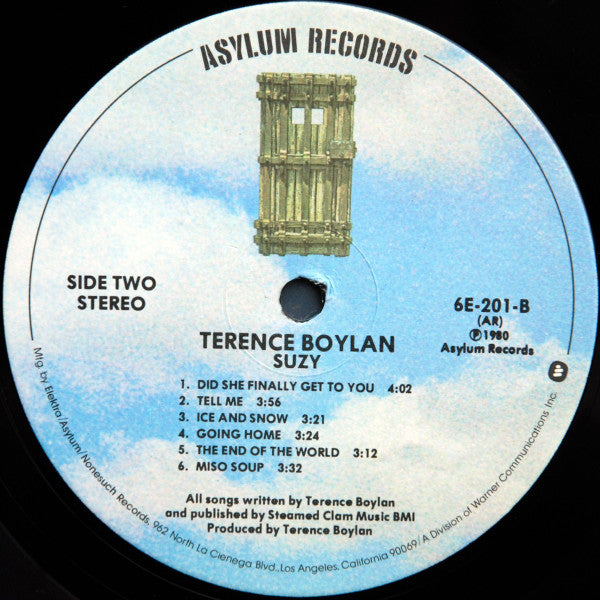 ASYLUM RECORDS
SIDE TWO
STEREO
6E-201-B
(AR)
Ⓟ1980
Asylum Records
TERENCE BOYLAN
SUZY
1. DID SHE FINALLY GET TO YOU 4:02
2. TELL ME 3:56
3. ICE AND SNOW 3:21
4. GOING HOME 3:24
5. THE END OF THE WORLD 3:12
6. MISO SOUP 3:32
All songs written by Terence Boylan
and published by Steamed Clam Music BMI
Produced by Terence Boylan
Mfg. by Elektra/Asylum/Nonesuch Records, 962 North La Cienega Blvd., Los Angeles, California 90069/A Division of Warner Communications Inc.